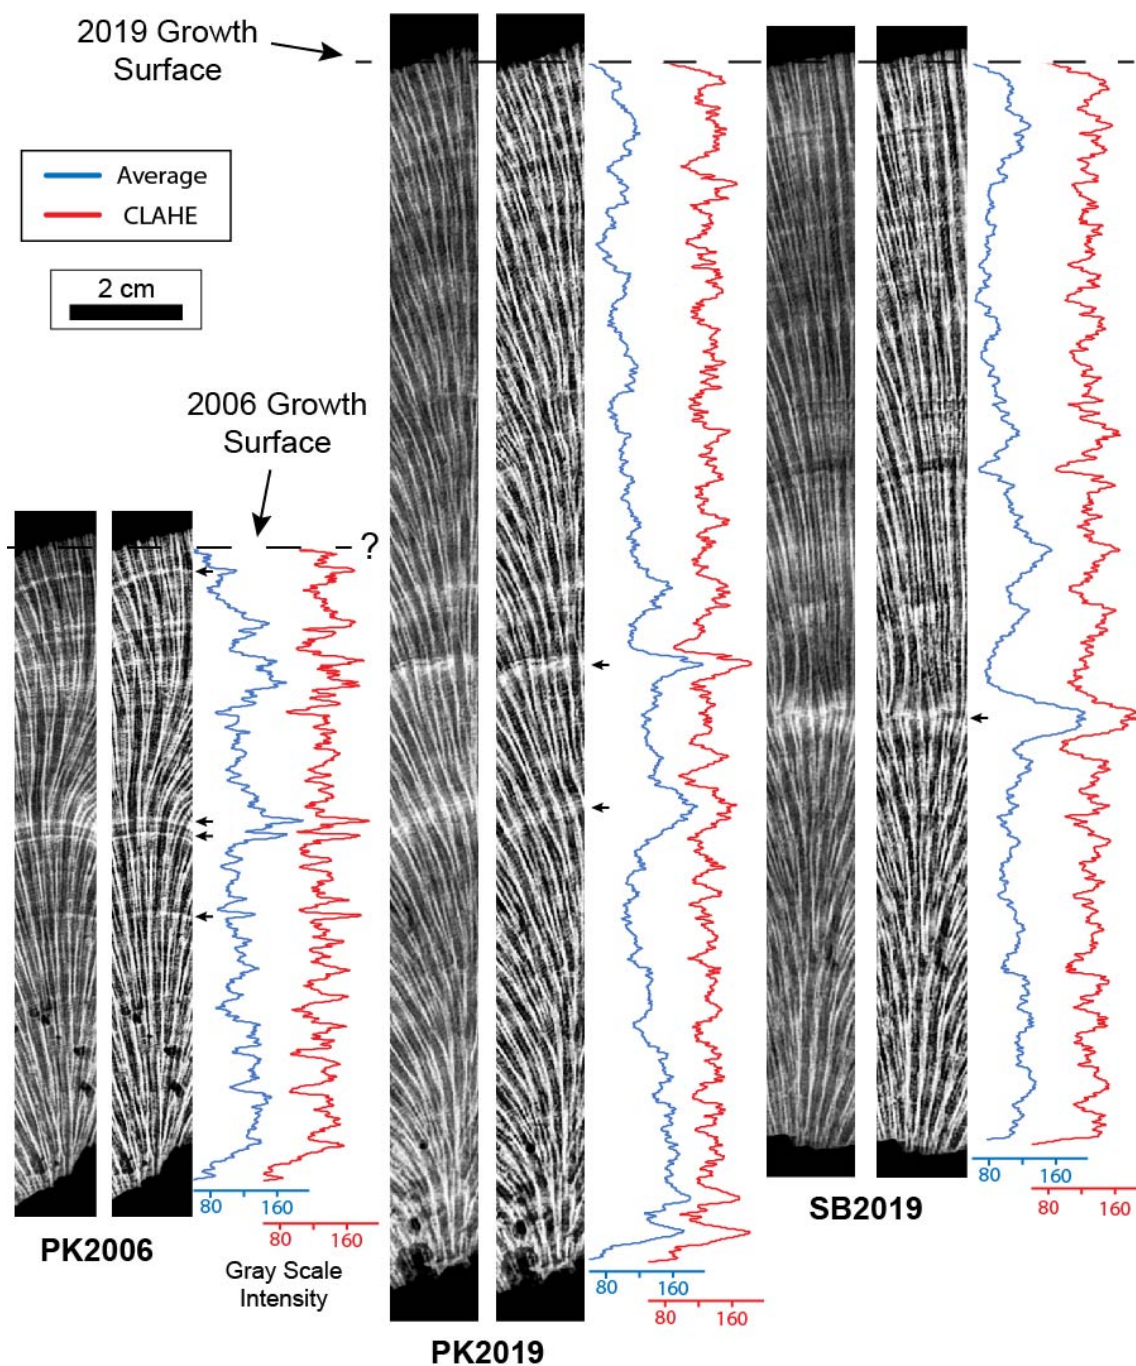 2019 Growth
Surface
Average
CLAHE
2 cm
2006 Growth
Surface
?
80 160
80 160
PK2006
Gray Scale
Intensity
80 160
80 160
PK2019
80 160
80 160
SB2019